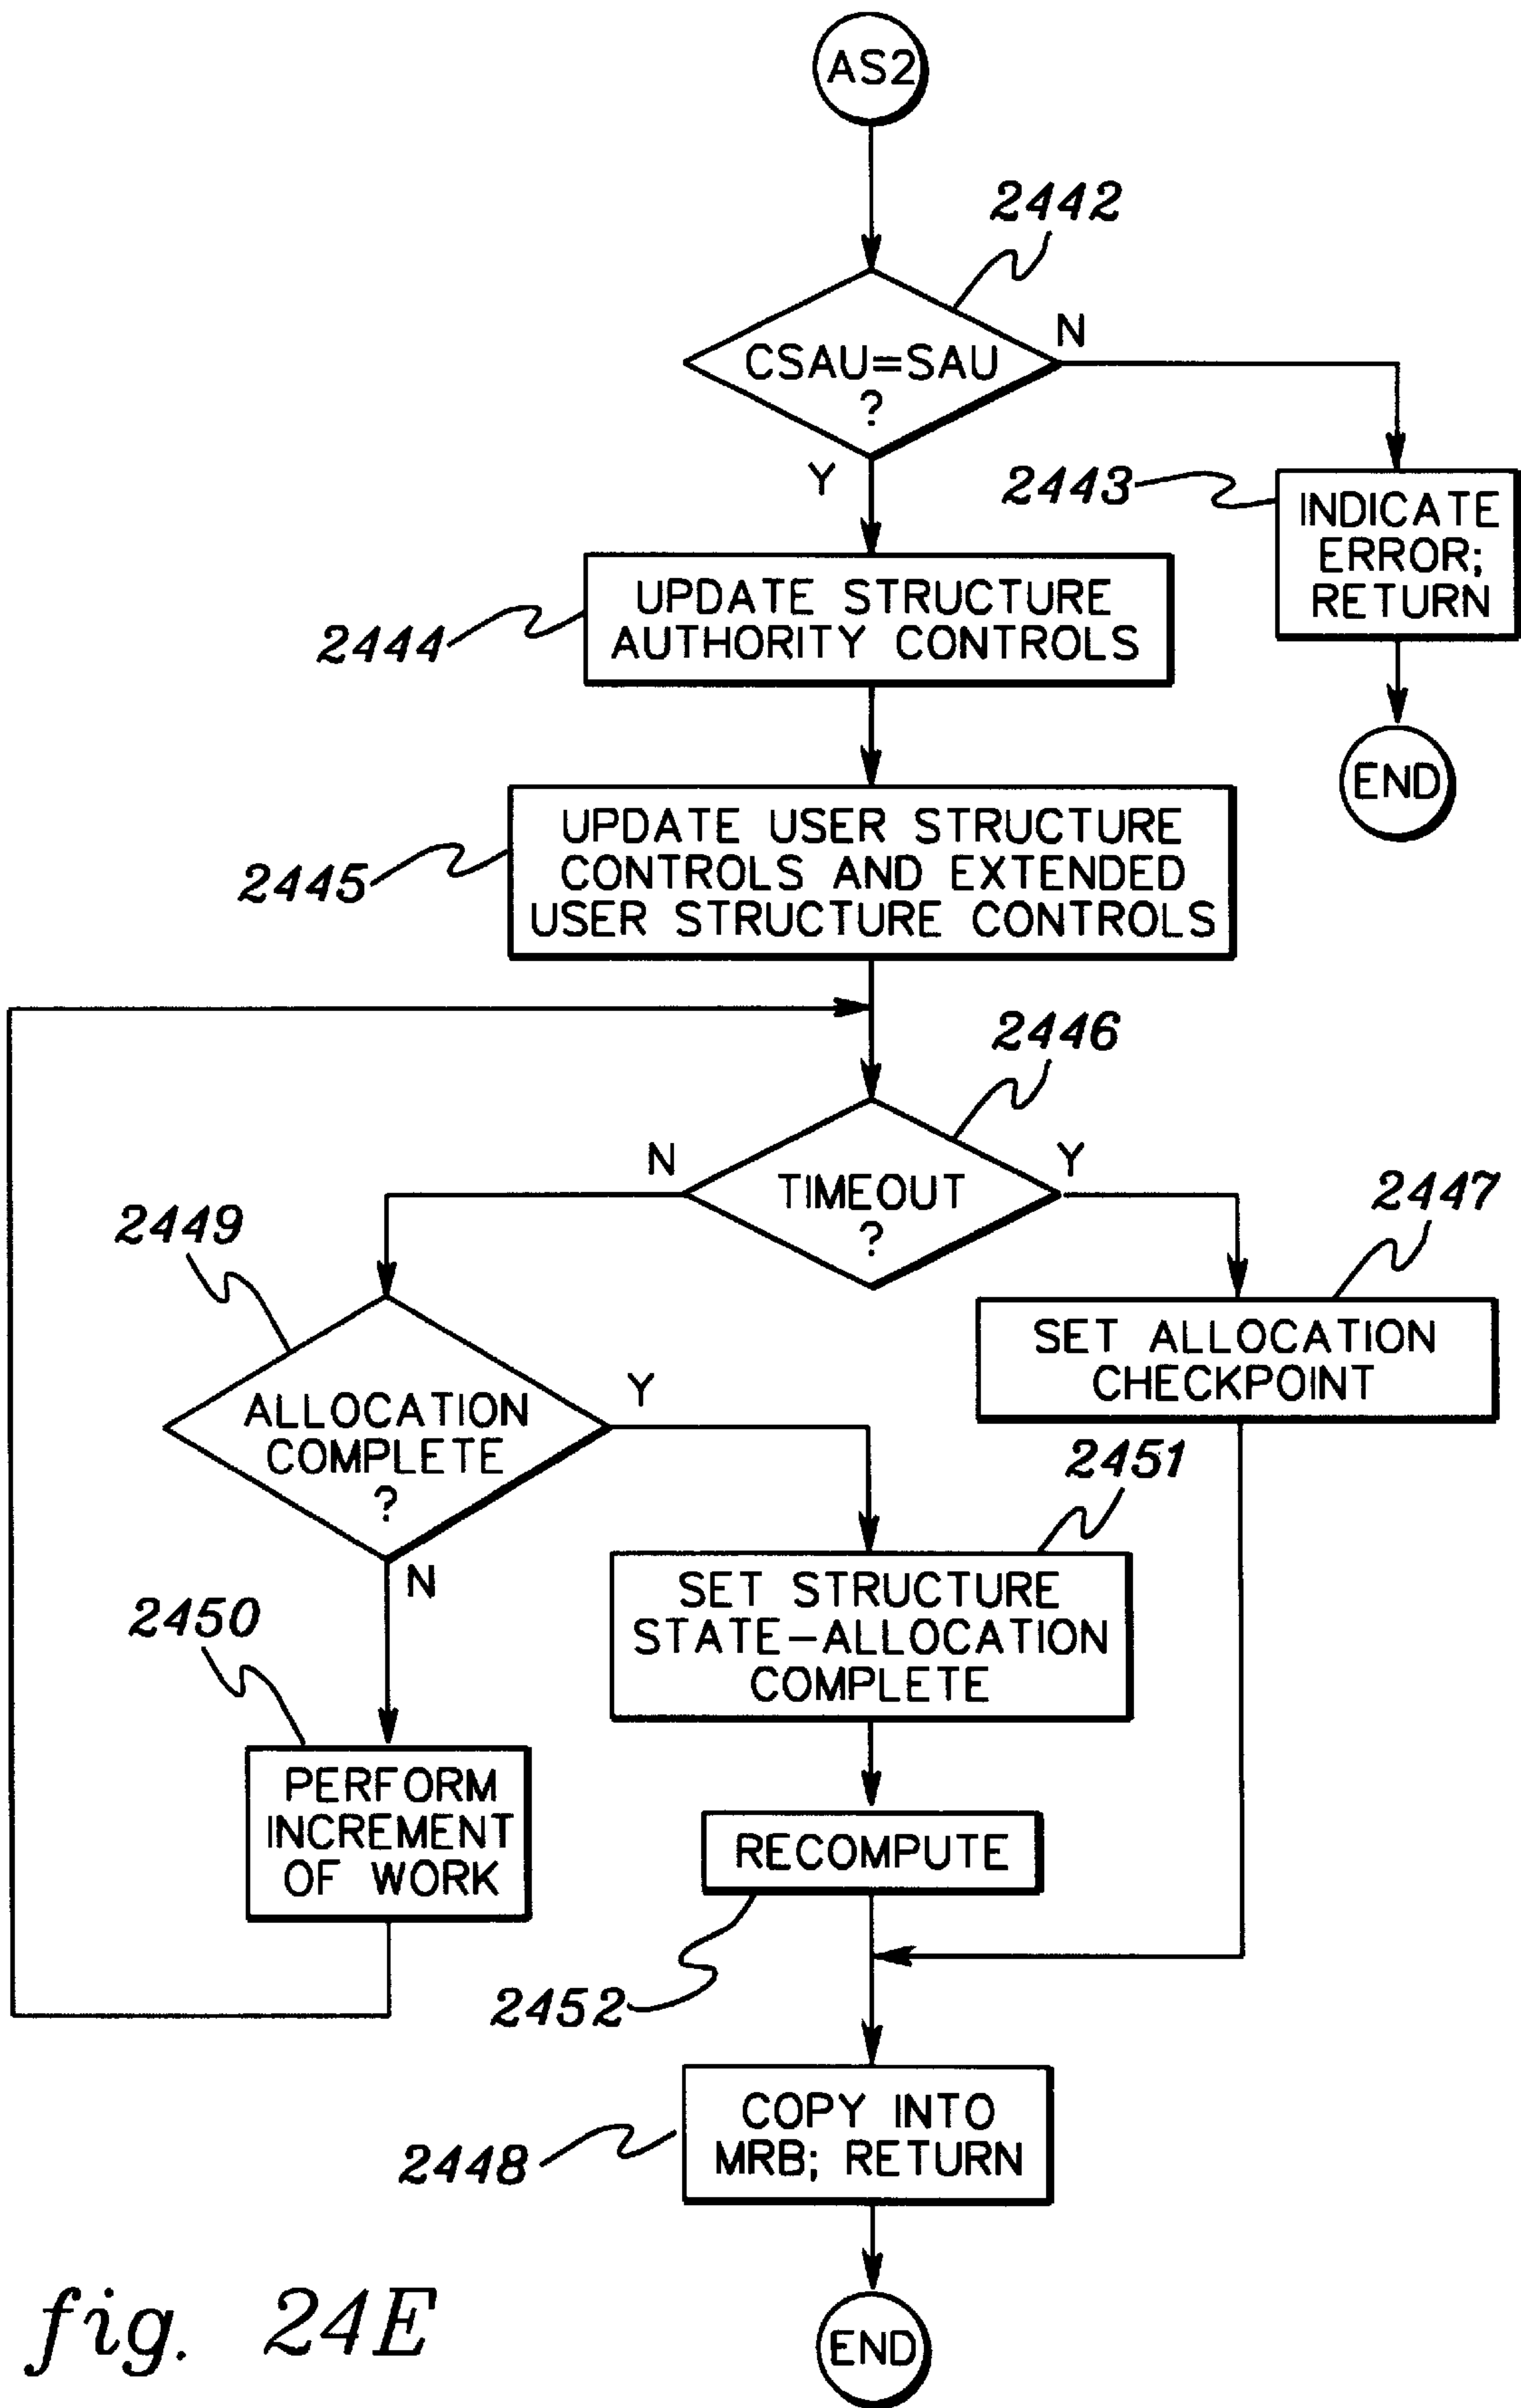 AS2
2442
CSAU=SAU
?
N
Y
2443
INDICATE
ERROR;
RETURN
END
2444
UPDATE STRUCTURE
AUTHORITY CONTROLS
2445
UPDATE USER STRUCTURE
CONTROLS AND EXTENDED
USER STRUCTURE CONTROLS
2446
TIMEOUT
?
N
Y
2447
SET ALLOCATION
CHECKPOINT
2449
ALLOCATION
COMPLETE
?
Y
N
2451
SET STRUCTURE
STATE-ALLOCATION
COMPLETE
2450
PERFORM
INCREMENT
OF WORK
RECOMPUTE
2452
2448
COPY INTO
MRB; RETURN
END
fig. 24E